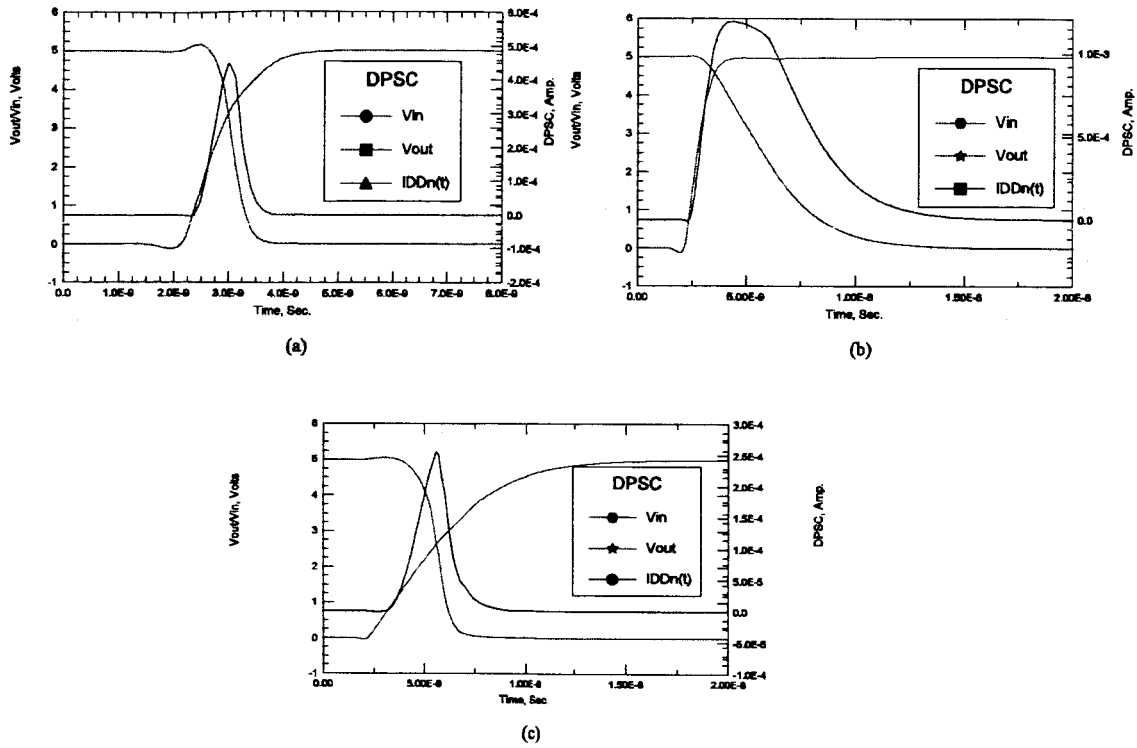 6
5
4
3
2
1
0
-1
Vout/Vin, Volts
6.0E-4
5.0E-4
4.0E-4
3.0E-4
2.0E-4
1.0E-4
0.0
-1.0E-4
-2.0E-4
DPSC, Amp.
DPSC
Vin
Vout
IDDn(t)
0.0 1.0E-9 2.0E-9 3.0E-9 4.0E-9 5.0E-9 6.0E-9 7.0E-9 8.0E-9
Time, Sec.
(a)
6
5
4
3
2
1
0
-1
Vout/Vin, Volts
1.0E-3
5.0E-4
0.0
DPSC, Amp.
DPSC
Vin
Vout
IDDn(t)
0.00 5.00E-9 1.00E-8 1.50E-8 2.00E-8
Time, Sec.
(b)
6
5
4
3
2
1
0
-1
Vout/Vin, Volts
3.0E-4
2.5E-4
2.0E-4
1.5E-4
1.0E-4
5.0E-5
0.0
-5.0E-5
-1.0E-4
DPSC, Amp.
DPSC
Vin
Vout
IDDn(t)
0.00 5.00E-9 1.00E-8 1.50E-8 2.00E-8
Time, Sec.
(c)